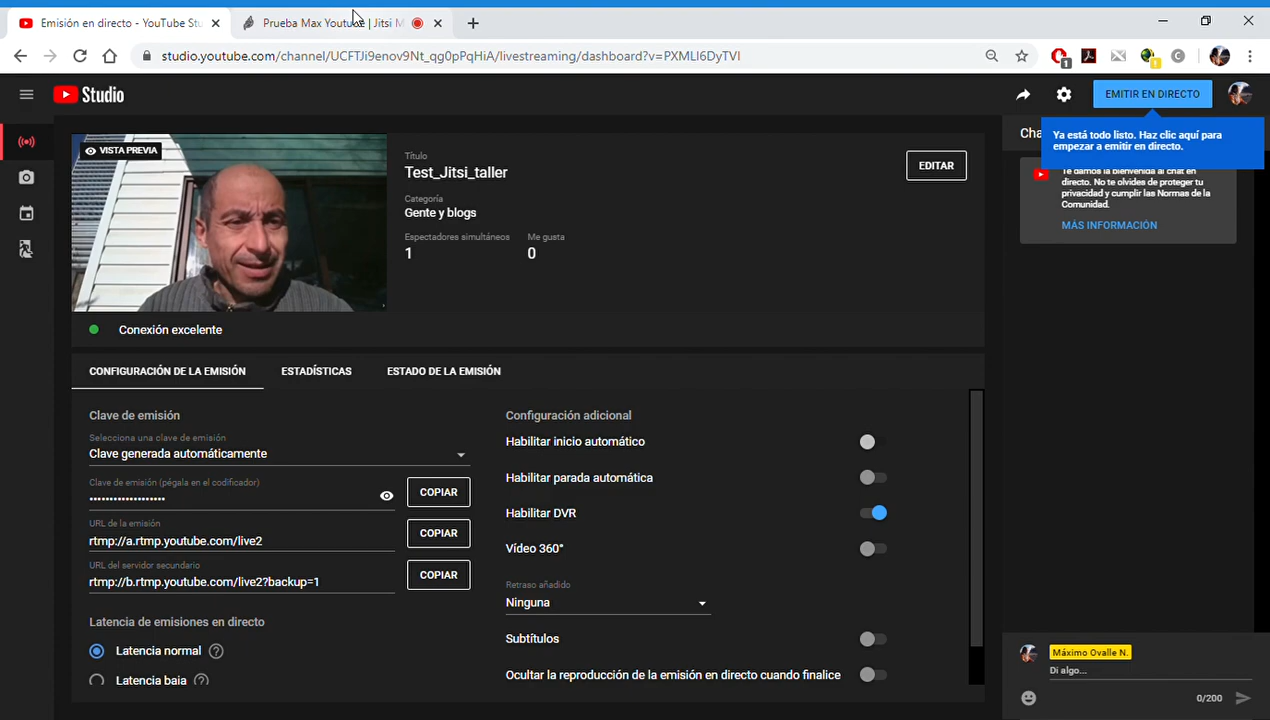 Emisión en directo - YouTube Stu
Prueba Max Youtube | Jitsi M
studio.youtube.com/channel/UCFTJi9enov9Nt_qg0pPqHiA/livestreaming/dashboard?v=PXMLl6DyTVI
1
1
C
Studio
EMITIR EN DIRECTO
Ya está todo listo. Haz clic aquí para
empezar a emitir en directo.
Cha
Te damos la bienvenida al chat en
directo. No te olvides de proteger tu
privacidad y cumplir las Normas de la
Comunidad.
MÁS INFORMACIÓN
VISTA PREVIA
Título
Test_Jitsi_taller
EDITAR
Categoría
Gente y blogs
Espectadores simultáneos
Me gusta
1
0
Conexión excelente
CONFIGURACIÓN DE LA EMISIÓN
ESTADÍSTICAS
ESTADO DE LA EMISIÓN
Clave de emisión
Selecciona una clave de emisión
Clave generada automáticamente
Clave de emisión (pégala en el codificador)
•••••••••••••••••••
COPIAR
URL de la emisión
rtmp://a.rtmp.youtube.com/live2
COPIAR
URL del servidor secundario
rtmp://b.rtmp.youtube.com/live2?backup=1
COPIAR
Latencia de emisiones en directo
Latencia normal
Latencia baja
Configuración adicional
Habilitar inicio automático
Habilitar parada automática
Habilitar DVR
Vídeo 360°
Retraso añadido
Ninguna
Subtítulos
Ocultar la reproducción de la emisión en directo cuando finalice
Máximo Ovalle N.
Di algo...
0/200